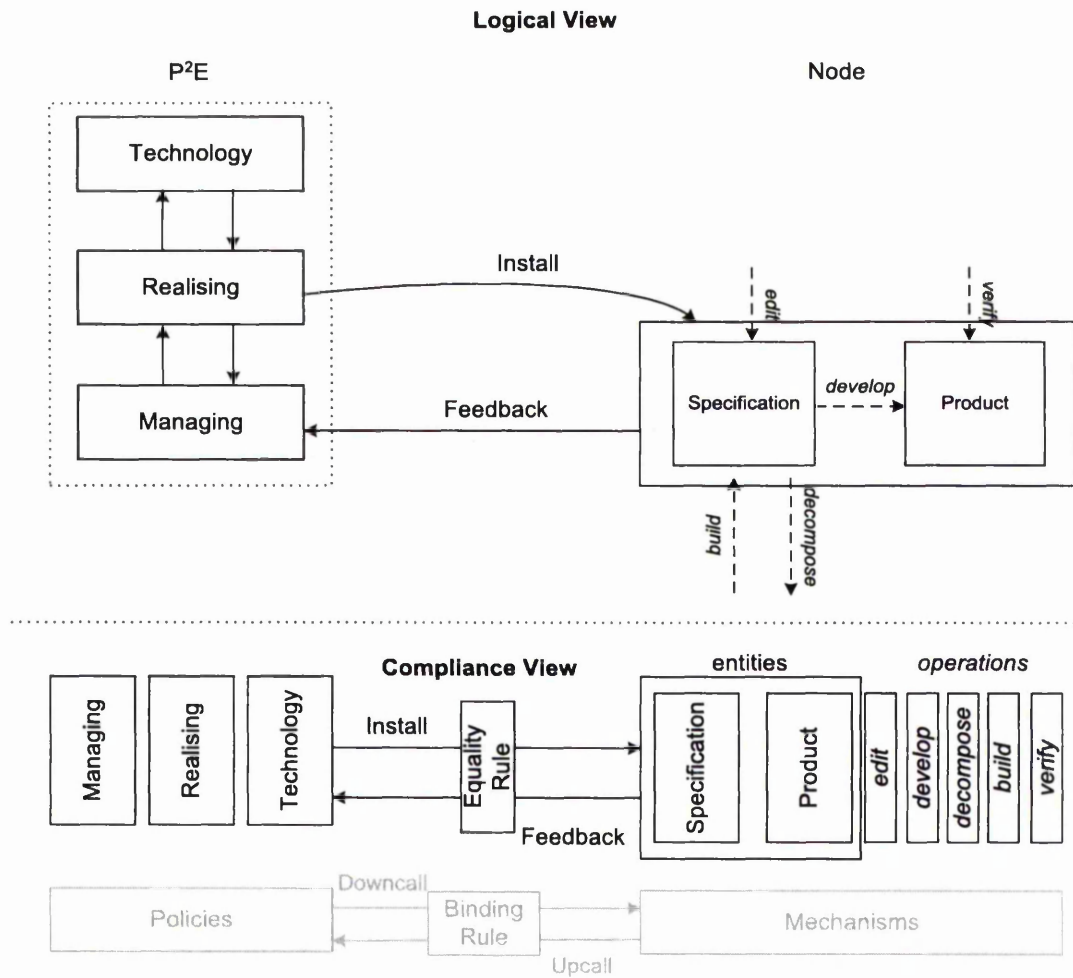 Logical View
P²E
Node
Technology
Realising
Managing
Install
Feedback
edit
verify
Specification
develop
Product
build
decompose
Compliance View
entities
operations
Managing
Realising
Technology
Install
Equality
Rule
Feedback
Specification
Product
edit
develop
decompose
build
verify
Policies
Downcall
Binding
Rule
Upcall
Mechanisms